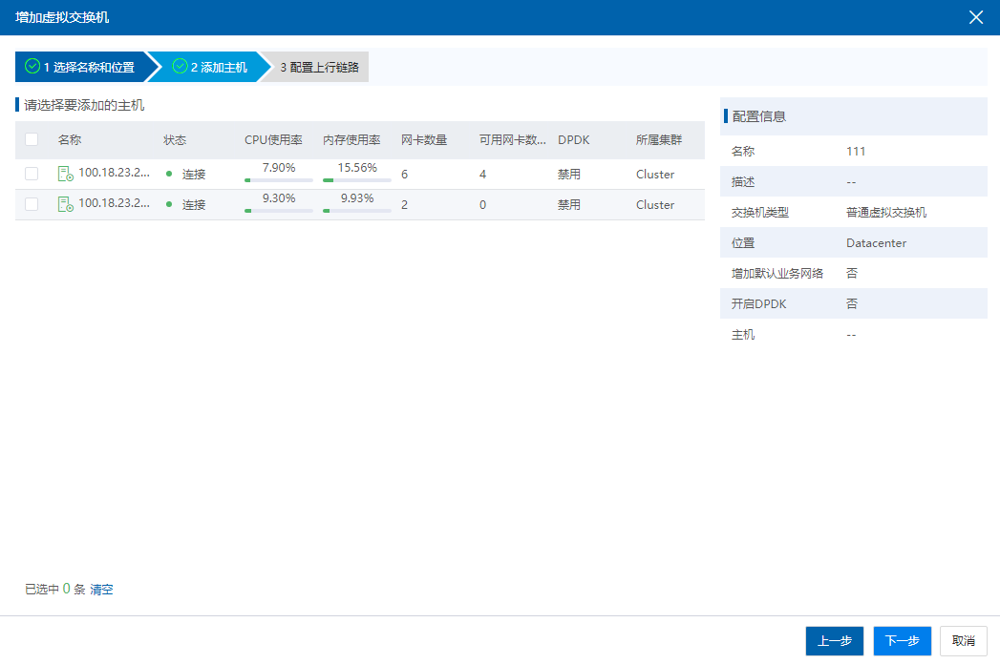 增加虚拟交换机
1 选择名称和位置 2 添加主机 3 配置上行链路
请选择要添加的主机
名称 状态 CPU使用率 内存使用率 网卡数量 可用网卡数... DPDK 所属集群
100.18.23.2... 连接 7.90% 15.56% 6 4 禁用 Cluster
100.18.23.2... 连接 9.30% 9.93% 2 0 禁用 Cluster
配置信息
名称 111
描述 --
交换机类型 普通虚拟交换机
位置 Datacenter
增加默认业务网络 否
开启DPDK 否
主机 --
已选中 0 条 清空
上一步 下一步 取消